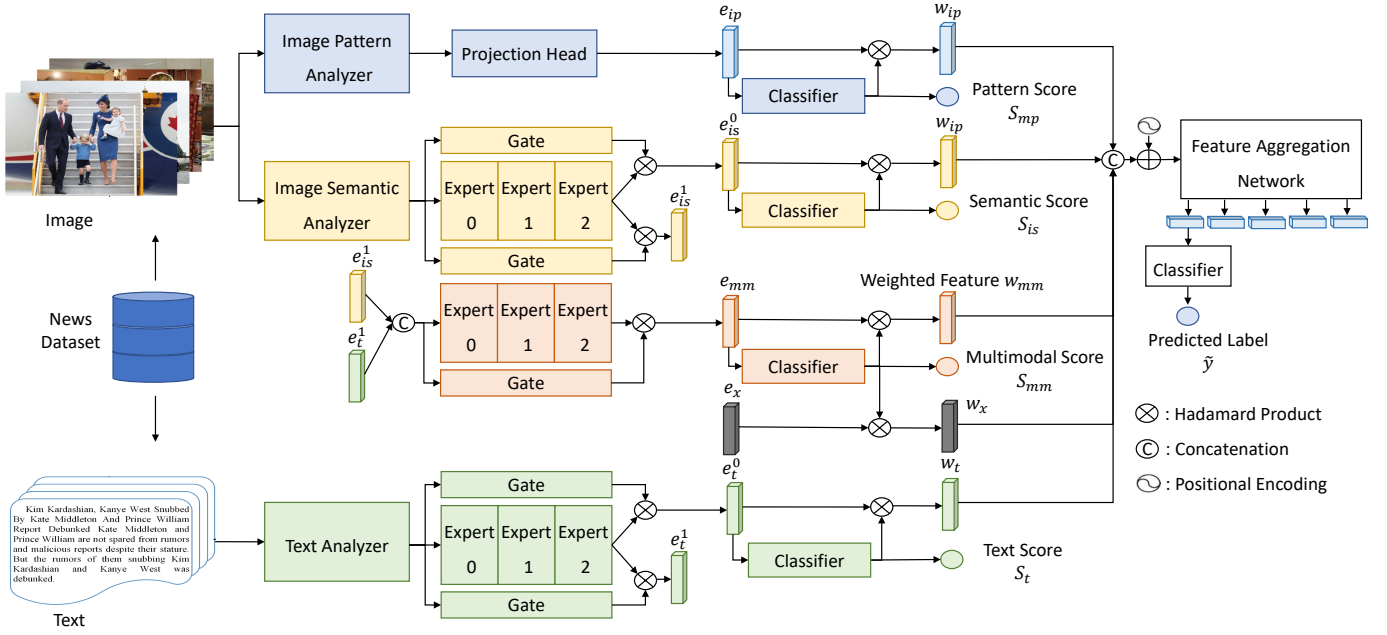 Image Pattern
Analyzer
Projection Head
e_ip
w_ip
Classifier
Pattern Score
S_mp
Image
Image Semantic
Analyzer
Gate
Expert
0
Expert
1
Expert
2
Gate
e_is^1
e_is^0
w_ip
Classifier
Semantic Score
S_is
C
Feature Aggregation
Network
Classifier
Predicted Label
ỹ
News
Dataset
e_is^1
e_t^1
C
Expert
0
Expert
1
Expert
2
Gate
e_mm
Weighted Feature w_mm
Classifier
Multimodal Score
S_mm
e_x
w_x
: Hadamard Product
C : Concatenation
: Positional Encoding
Kim Kardashian, Kanye West Snubbed
By Kate Middleton And Prince William
Report Debunked Kate Middleton and
Prince William are not spared from rumors
and malicious reports despite their stature.
But the rumors of them snubbing Kim
Kardashian and Kanye West was
debunked.
Text
Text Analyzer
Gate
Expert
0
Expert
1
Expert
2
Gate
e_t^1
e_t^0
w_t
Classifier
Text Score
S_t